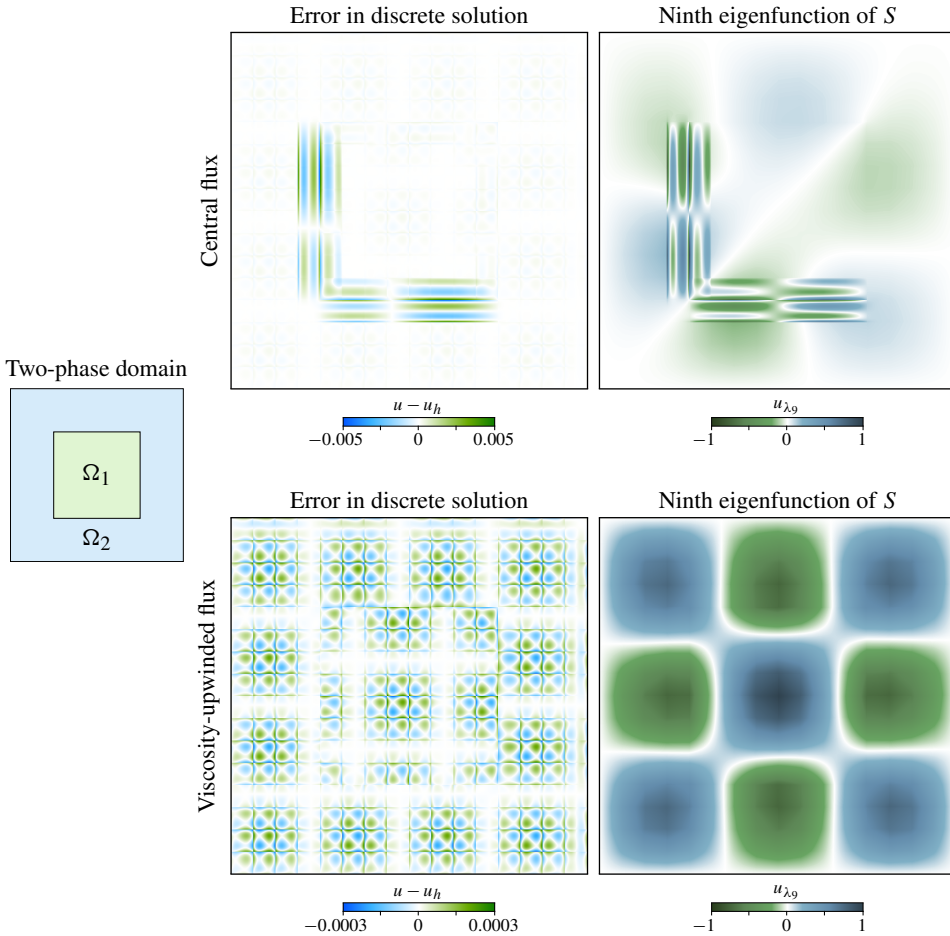 Error in discrete solution
Ninth eigenfunction of S
Central flux
u − u_h
−0.005 0 0.005
u_λ₉
−1 0 1
Two-phase domain
Ω₁
Ω₂
Error in discrete solution
Ninth eigenfunction of S
Viscosity-upwinded flux
u − u_h
−0.0003 0 0.0003
u_λ₉
−1 0 1